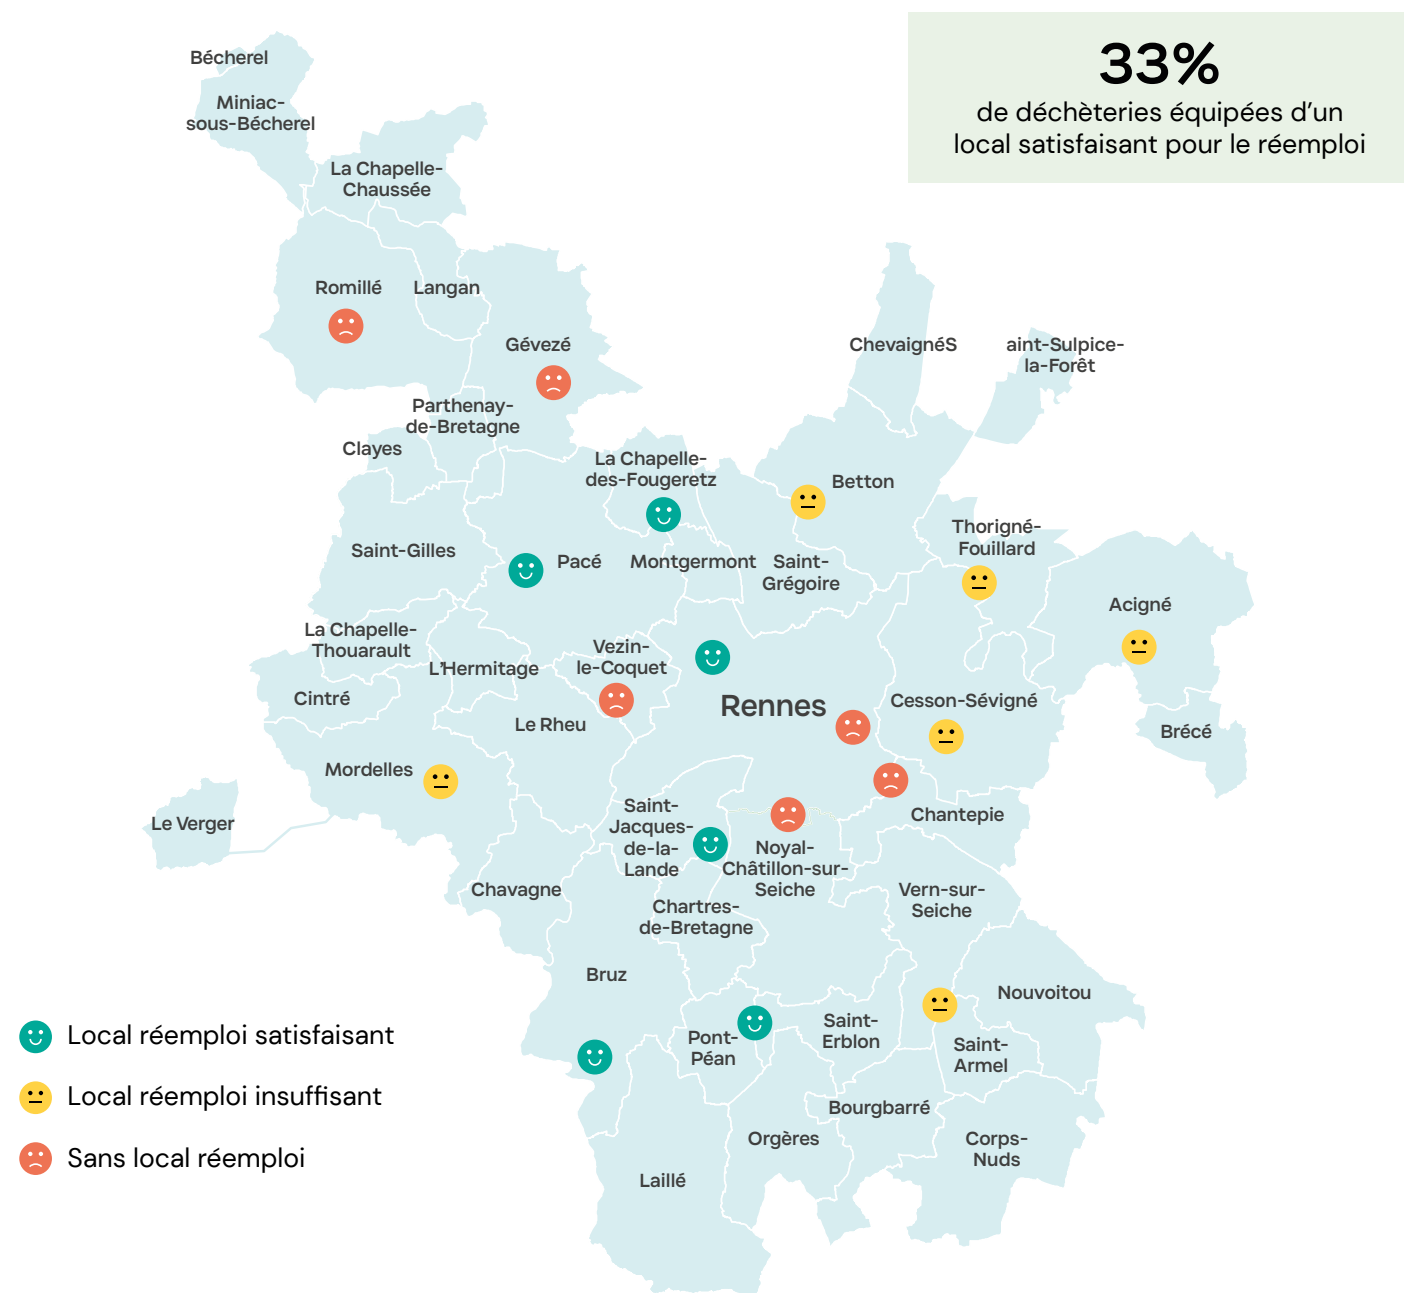 33%
de déchèteries équipées d’un
local satisfaisant pour le réemploi
Bécherel
Miniac-
sous-Bécherel
La Chapelle-
Chaussée
Romillé
Langan
Gévezé
ChevaignéS
aint-Sulpice-
la-Forêt
Parthenay-
de-Bretagne
Clayes
La Chapelle-
des-Fougeretz
Betton
Thorigné-
Fouillard
Saint-Gilles
Pacé
Montgermont
Saint-
Grégoire
Acigné
La Chapelle-
Thouarault
L’Hermitage
Vezin-
le-Coquet
Cintré
Rennes
Cesson-Sévigné
Le Rheu
Brécé
Mordelles
Le Verger
Saint-
Jacques-
de-la-
Lande
Chantepie
Noyal-
Châtillon-sur-
Seiche
Chavagne
Vern-sur-
Seiche
Chartres-
de-Bretagne
Bruz
Nouvoitou
Pont-
Péan
Saint-
Erblon
Saint-
Armel
Bourgbarré
Orgères
Corps-
Nuds
Laillé
Local réemploi satisfaisant
Local réemploi insuffisant
Sans local réemploi